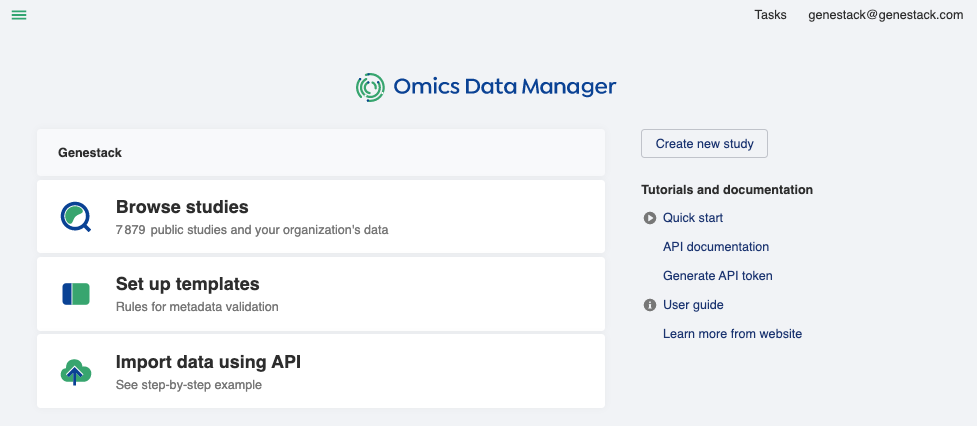 Tasks genestack@genestack.com
Omics Data Manager
Genestack
Browse studies
7 879 public studies and your organization's data
Set up templates
Rules for metadata validation
Import data using API
See step-by-step example
Create new study
Tutorials and documentation
Quick start
API documentation
Generate API token
User guide
Learn more from website